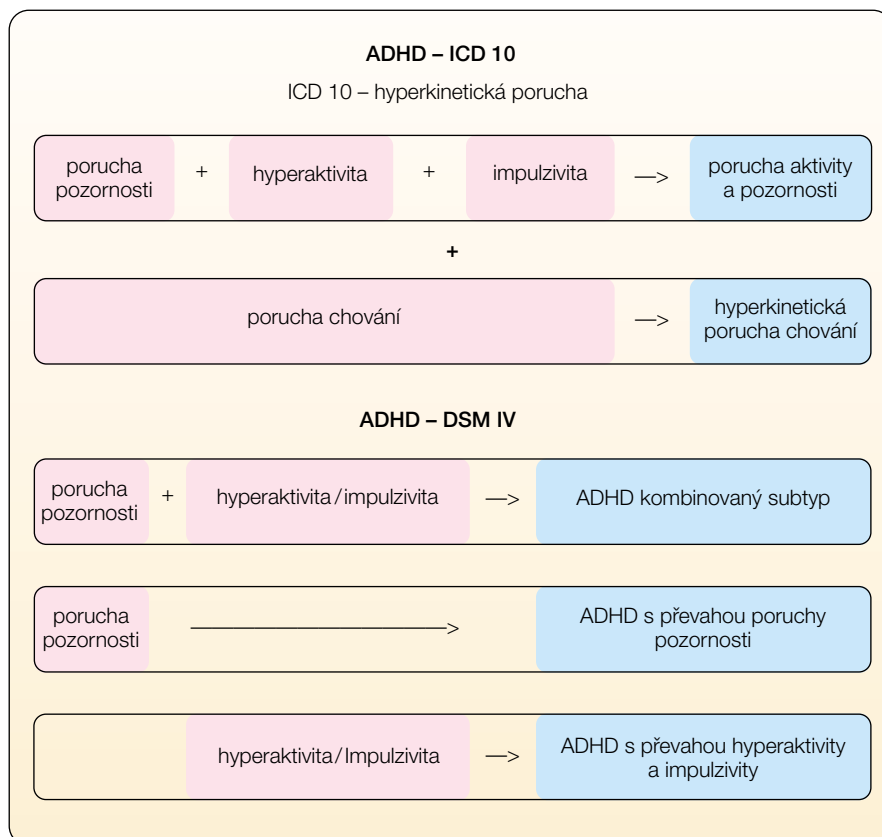 ADHD – ICD 10
ICD 10 – hyperkinetická porucha
porucha pozornosti + hyperaktivita + impulzivita —> porucha aktivity a pozornosti
+
porucha chování —> hyperkinetická porucha chování
ADHD – DSM IV
porucha pozornosti + hyperaktivita/impulzivita —> ADHD kombinovaný subtyp
porucha pozornosti ————————> ADHD s převahou poruchy pozornosti
hyperaktivita/Impulzivita —> ADHD s převahou hyperaktivity a impulzivity